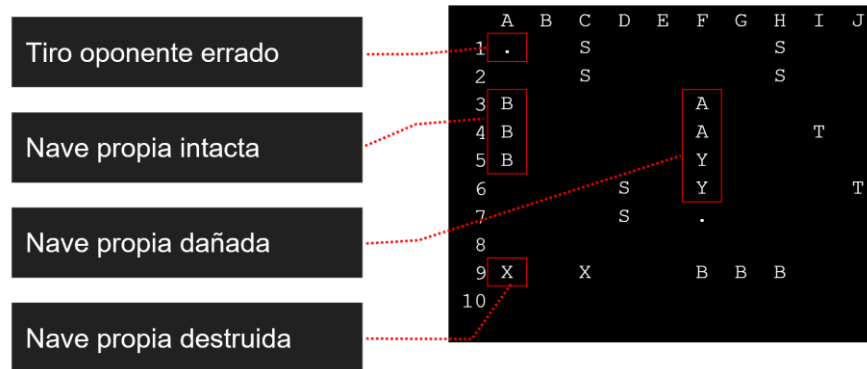 Tiro oponente errado
Nave propia intacta
Nave propia dañada
Nave propia destruida
A B C D E F G H I J
1 . S S
2 S S
3 B A
4 B A T
5 B Y
6 S Y T
7 S .
8
9 X X B B B
10